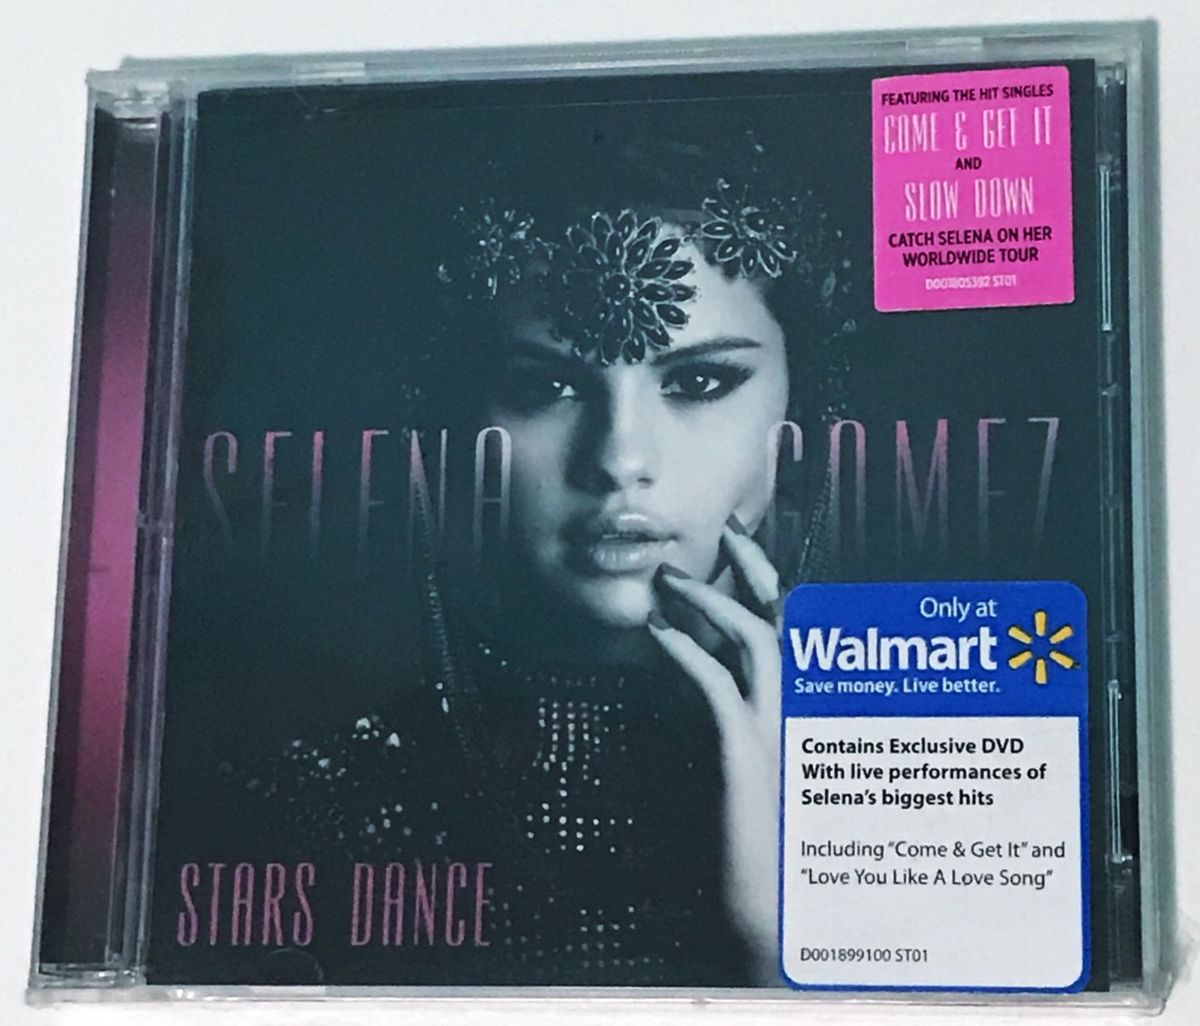 FEATURING THE HIT SINGLES
COME & GET IT
AND
SLOW DOWN
CATCH SELENA ON HER
WORLDWIDE TOUR
D001805392 ST01
SELENA GOMEZ
Only at
Walmart
Save money. Live better.
Contains Exclusive DVD
With live performances of
Selena's biggest hits
Including "Come & Get It" and
"Love You Like A Love Song"
D001899100 ST01
STARS DANCE